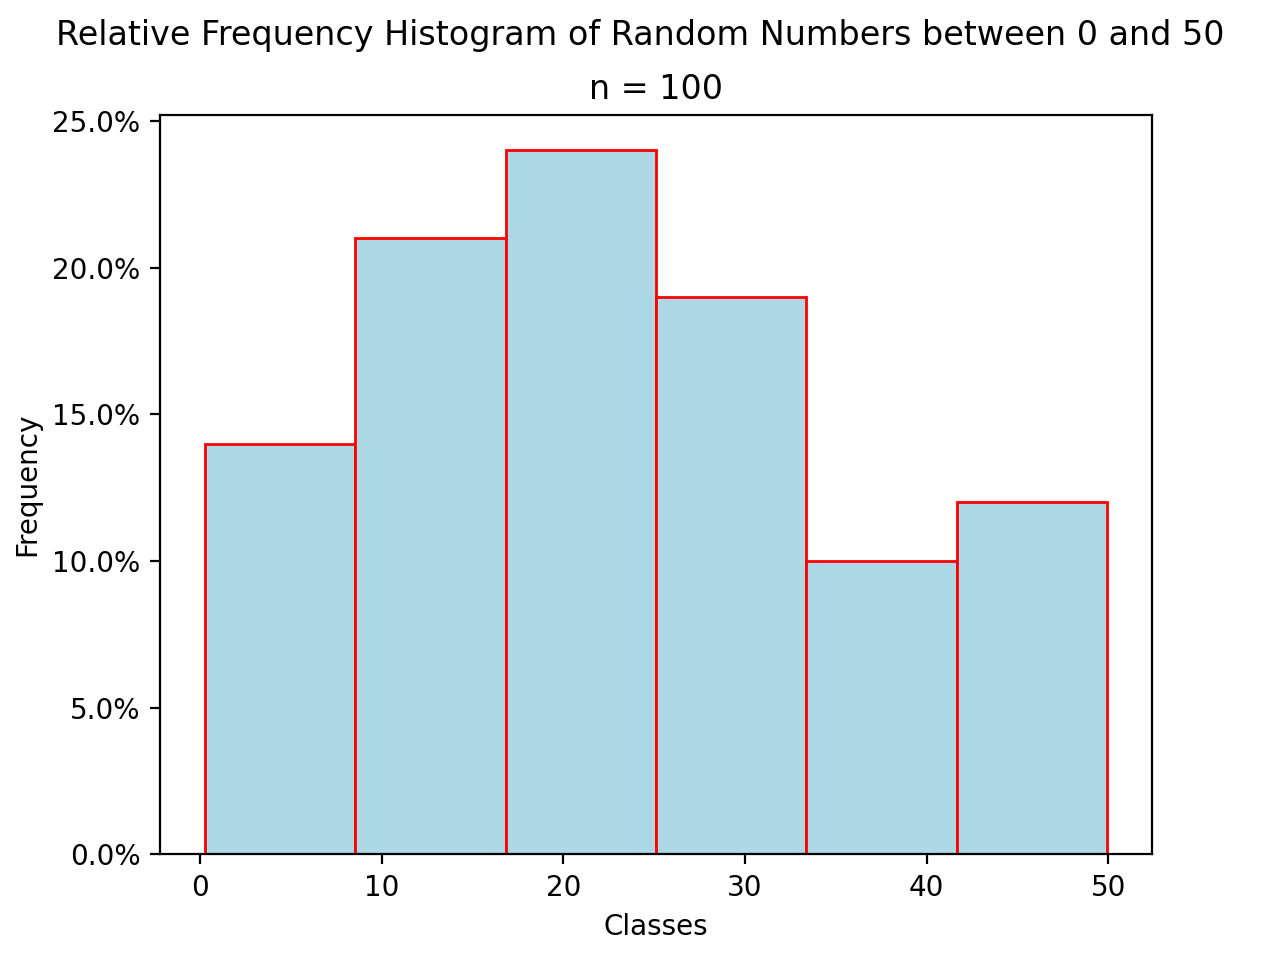 Relative Frequency Histogram of Random Numbers between 0 and 50
n = 100
25.0%
20.0%
15.0%
10.0%
5.0%
0.0%
Frequency
0 10 20 30 40 50
Classes